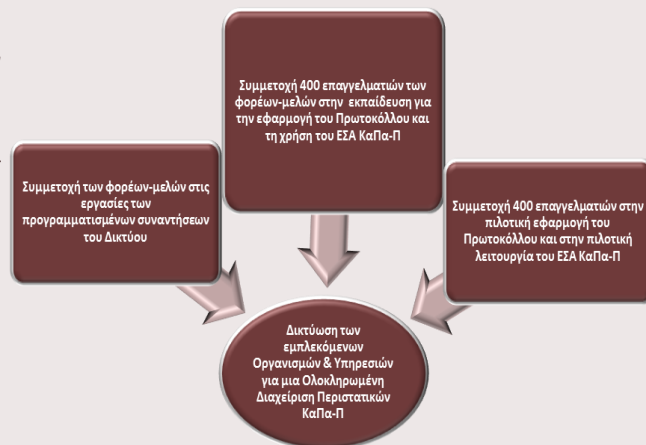 Συμμετοχή 400 επαγγελματιών των
φορέων-μελών στην εκπαίδευση για
την εφαρμογή του Πρωτοκόλλου και
τη χρήση του ΕΣΑ ΚαΠα-Π
Συμμετοχή των φορέων-μελών στις
εργασίες των
προγραμματισμένων συναντήσεων
του Δικτύου
Συμμετοχή 400 επαγγελματιών στην
πιλοτική εφαρμογή του
Πρωτοκόλλου και στην πιλοτική
λειτουργία του ΕΣΑ ΚαΠα-Π
Δικτύωση των
εμπλεκόμενων
Οργανισμών & Υπηρεσιών
για μια Ολοκληρωμένη
Διαχείριση Περιστατικών
ΚαΠα-Π